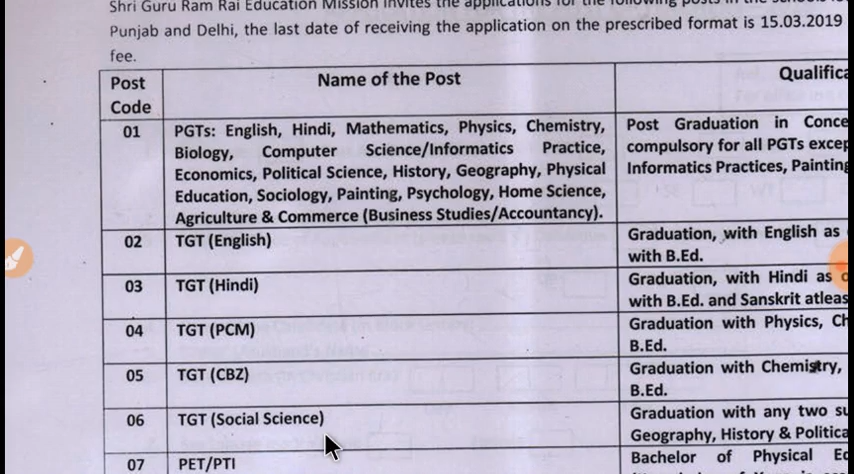 Shri Guru Ram Rai Education Mission invites the applications for the following posts in the schools
Punjab and Delhi, the last date of receiving the application on the prescribed format is 15.03.2019
fee.
Post
Code
Name of the Post
Qualifica
01
PGTs: English, Hindi, Mathematics, Physics, Chemistry,
Biology, Computer Science/Informatics Practice,
Economics, Political Science, History, Geography, Physical
Education, Sociology, Painting, Psychology, Home Science,
Agriculture & Commerce (Business Studies/Accountancy).
Post Graduation in Conce
compulsory for all PGTs excep
Informatics Practices, Painting
02
TGT (English)
Graduation, with English as
with B.Ed.
03
TGT (Hindi)
Graduation, with Hindi as
with B.Ed. and Sanskrit atleas
04
TGT (PCM)
Graduation with Physics, Ch
B.Ed.
05
TGT (CBZ)
Graduation with Chemistry,
B.Ed.
06
TGT (Social Science)
Graduation with any two su
Geography, History & Politica
07
PET/PTI
Bachelor of Physical Ed